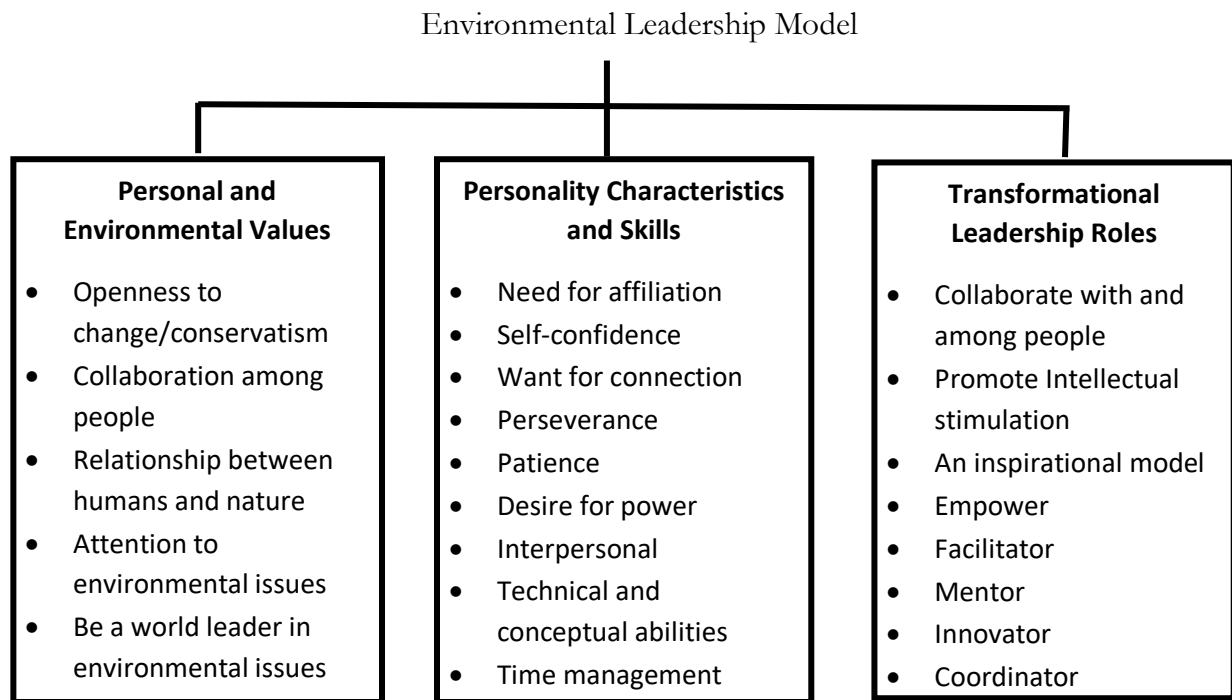 Environmental Leadership Model
Personal and
Environmental Values
• Openness to
change/conservatism
• Collaboration among
people
• Relationship between
humans and nature
• Attention to
environmental issues
• Be a world leader in
environmental issues
Personality Characteristics
and Skills
• Need for affiliation
• Self-confidence
• Want for connection
• Perseverance
• Patience
• Desire for power
• Interpersonal
• Technical and
conceptual abilities
• Time management
Transformational
Leadership Roles
• Collaborate with and
among people
• Promote Intellectual
stimulation
• An inspirational model
• Empower
• Facilitator
• Mentor
• Innovator
• Coordinator